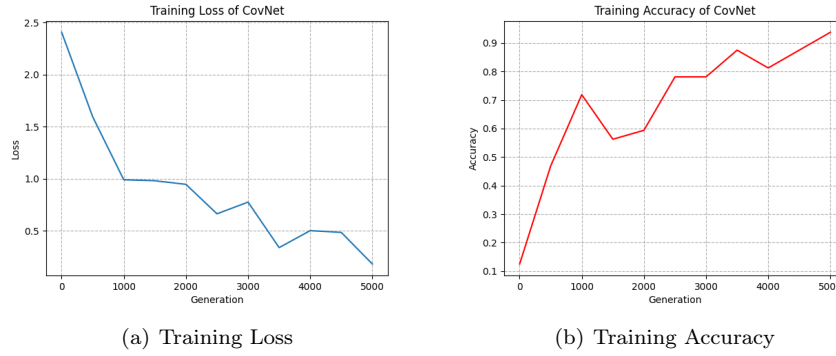 Training Loss of CovNet
2.5
2.0
1.5
1.0
0.5
Loss
0 1000 2000 3000 4000 5000
Generation
(a) Training Loss
Training Accuracy of CovNet
0.9
0.8
0.7
0.6
0.5
0.4
0.3
0.2
0.1
Accuracy
0 1000 2000 3000 4000 500
Generation
(b) Training Accuracy